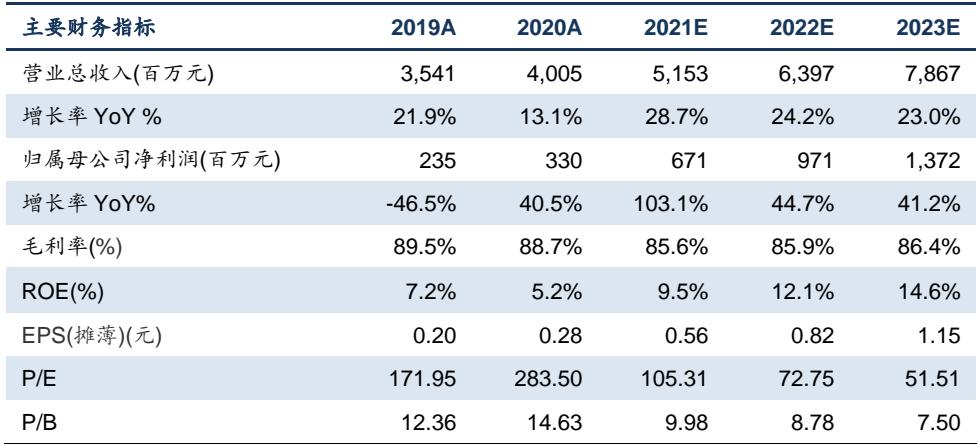 主要财务指标 2019A 2020A 2021E 2022E 2023E
营业总收入(百万元) 3,541 4,005 5,153 6,397 7,867
增长率 YoY % 21.9% 13.1% 28.7% 24.2% 23.0%
归属母公司净利润(百万元) 235 330 671 971 1,372
增长率 YoY% -46.5% 40.5% 103.1% 44.7% 41.2%
毛利率(%) 89.5% 88.7% 85.6% 85.9% 86.4%
ROE(%) 7.2% 5.2% 9.5% 12.1% 14.6%
EPS(摊薄)(元) 0.20 0.28 0.56 0.82 1.15
P/E 171.95 283.50 105.31 72.75 51.51
P/B 12.36 14.63 9.98 8.78 7.50